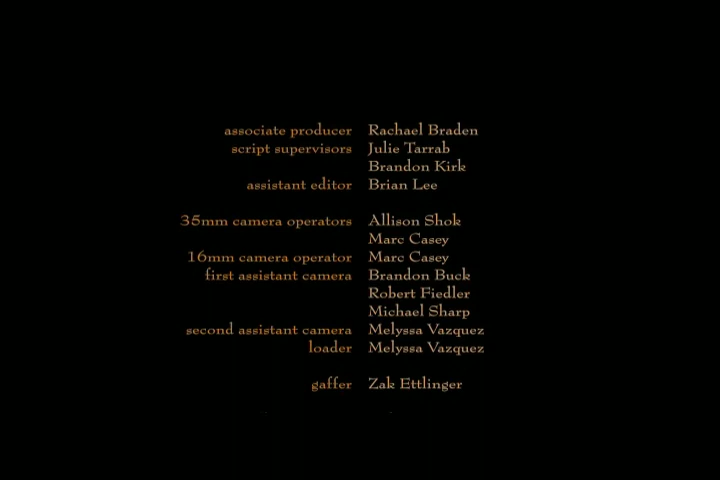 associate producer Rachael Braden
script supervisors Julie Tarrab
Brandon Kirk
assistant editor Brian Lee
35mm camera operators Allison Shok
Marc Casey
16mm camera operator Marc Casey
first assistant camera Brandon Buck
Robert Fiedler
Michael Sharp
second assistant camera Melyssa Vazquez
loader Melyssa Vazquez
gaffer Zak Ettlinger